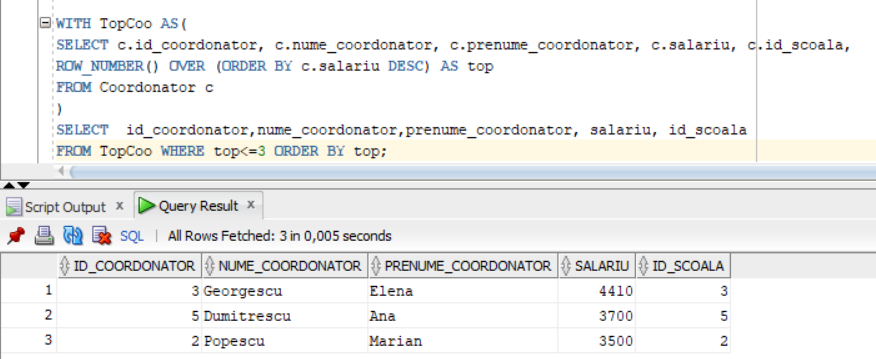 WITH TopCoo AS(
SELECT c.id_coordonator, c.nume_coordonator, c.prenume_coordonator, c.salariu, c.id_scoala,
ROW_NUMBER() OVER (ORDER BY c.salariu DESC) AS top
FROM Coordonator c
)
SELECT  id_coordonator,nume_coordonator,prenume_coordonator, salariu, id_scoala
FROM TopCoo WHERE top<=3 ORDER BY top;
Script Output x Query Result x
SQL | All Rows Fetched: 3 in 0,005 seconds
ID_COORDONATOR NUME_COORDONATOR PRENUME_COORDONATOR SALARIU ID_SCOALA
1 3 Georgescu Elena 4410 3
2 5 Dumitrescu Ana 3700 5
3 2 Popescu Marian 3500 2